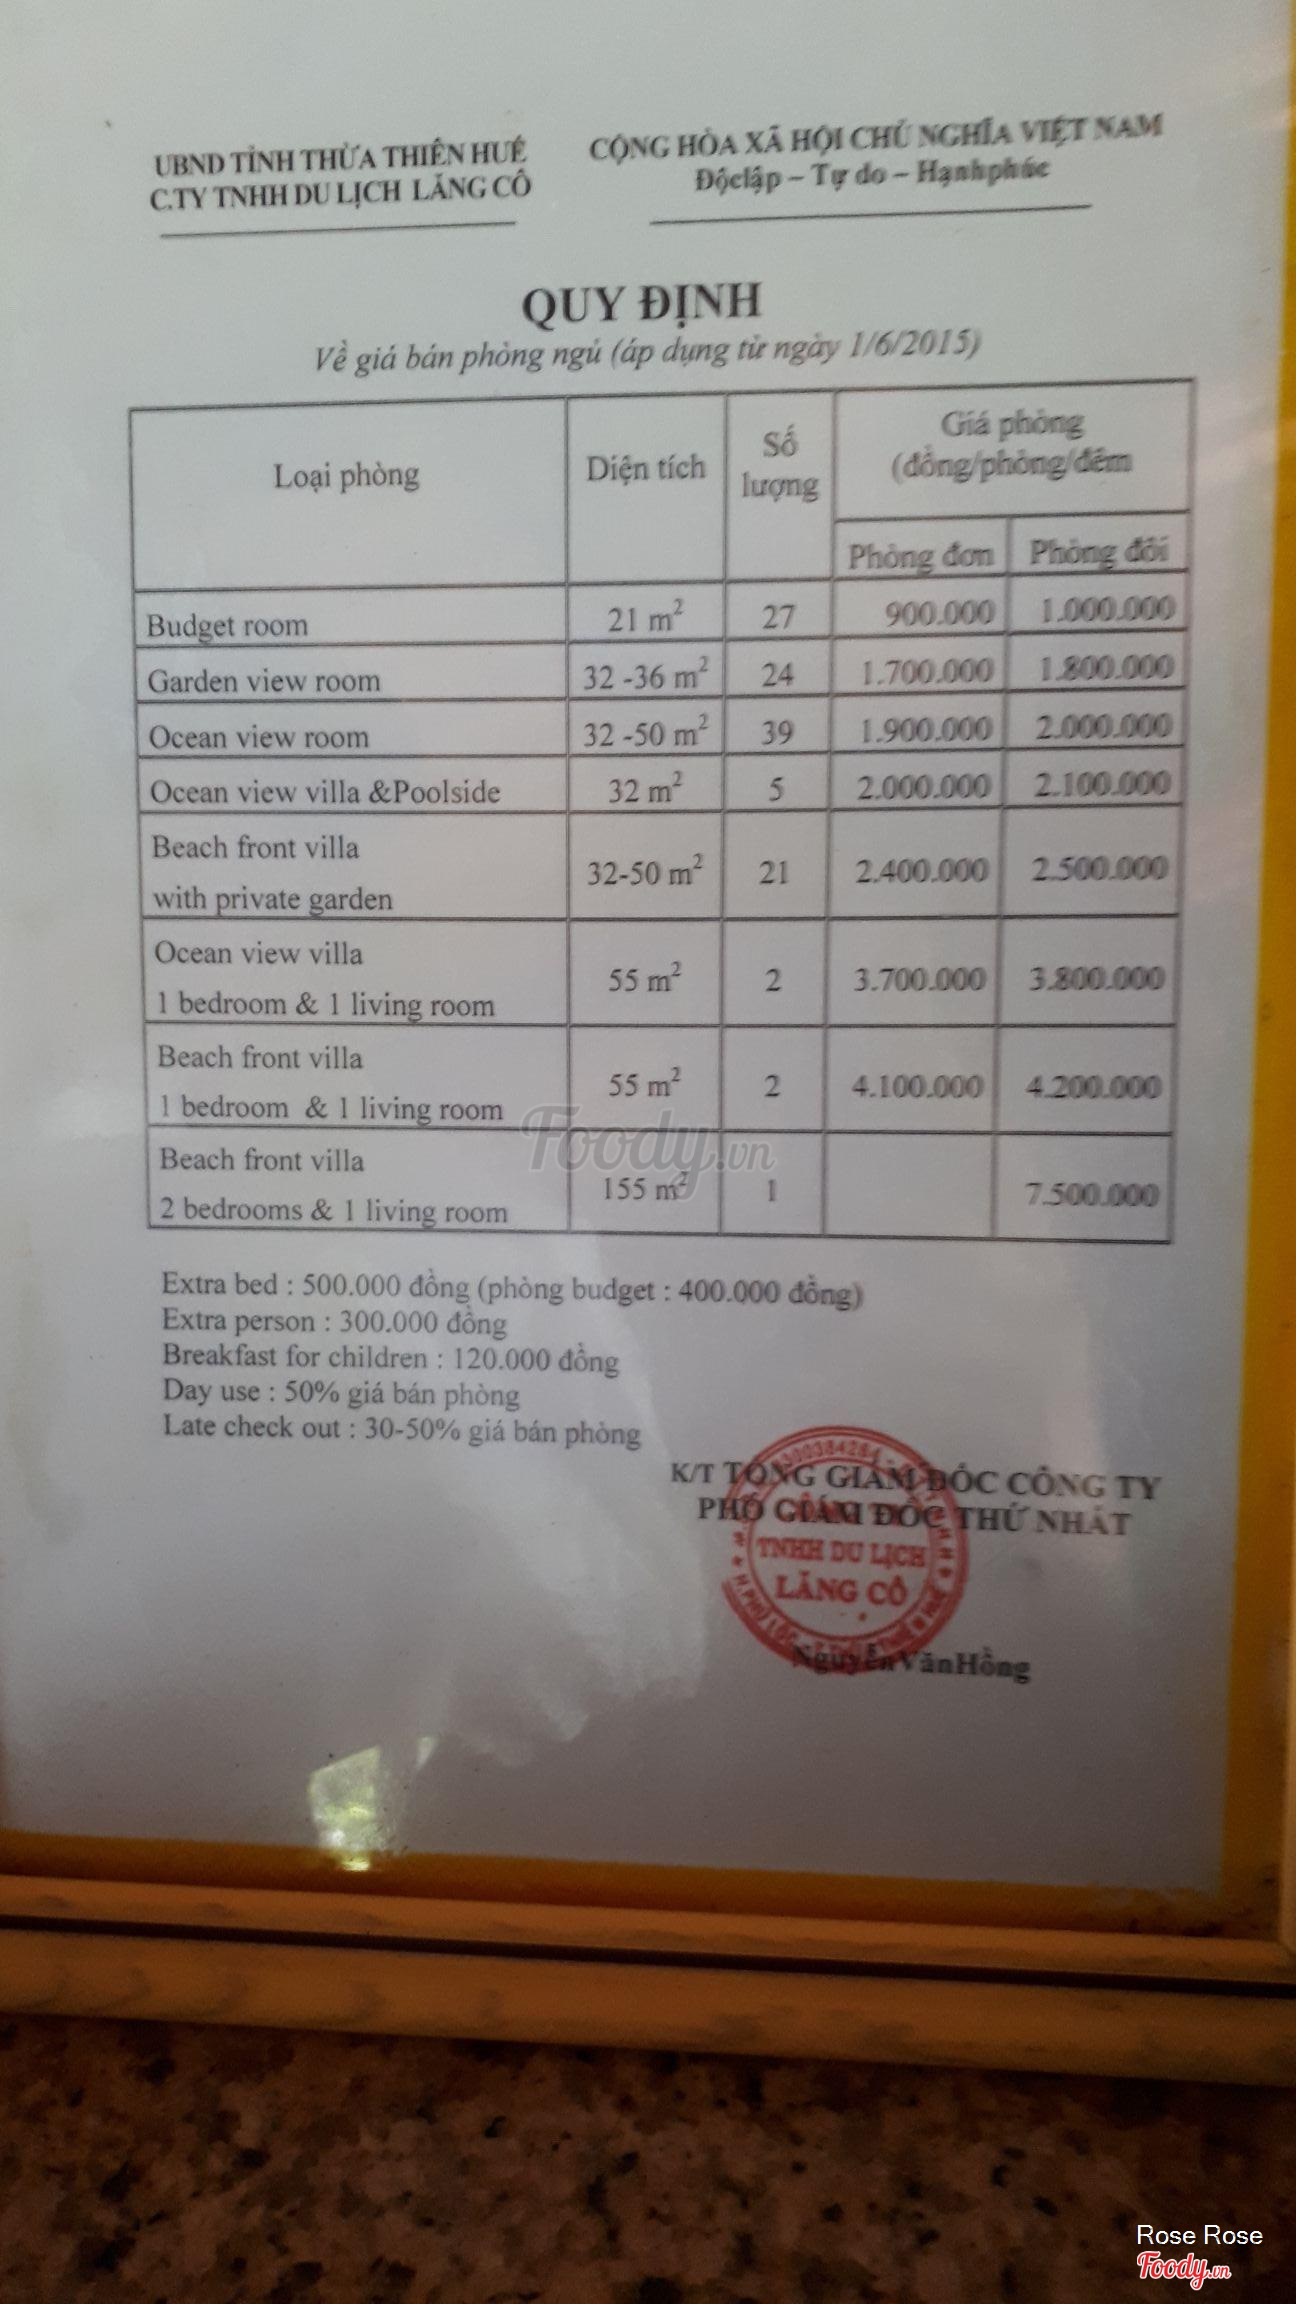 UBND TỈNH THỪA THIÊN HUẾ
C.TY TNHH DU LỊCH LĂNG CÔ
CỘNG HÒA XÃ HỘI CHỦ NGHĨA VIỆT NAM
Độclập – Tự do – Hạnhphúc
QUY ĐỊNH
Về giá bán phòng ngủ (áp dụng từ ngày 1/6/2015)
Loại phòng Diện tích Số lượng Giá phòng (đồng/phòng/đêm
Phòng đơn Phòng đôi
Budget room 21 m² 27 900.000 1.000.000
Garden view room 32 -36 m² 24 1.700.000 1.800.000
Ocean view room 32 -50 m² 39 1.900.000 2.000.000
Ocean view villa &Poolside 32 m² 5 2.000.000 2.100.000
Beach front villa
with private garden 32-50 m² 21 2.400.000 2.500.000
Ocean view villa
1 bedroom & 1 living room 55 m² 2 3.700.000 3.800.000
Beach front villa
1 bedroom & 1 living room 55 m² 2 4.100.000 4.200.000
Beach front villa
2 bedrooms & 1 living room 155 m² 1 7.500.000
Foody.vn
Extra bed : 500.000 đồng (phòng budget : 400.000 đồng)
Extra person : 300.000 đồng
Breakfast for children : 120.000 đồng
Day use : 50% giá bán phòng
Late check out : 30-50% giá bán phòng
K/T TỔNG GIÁM ĐỐC CÔNG TY
PHÓ GIÁM ĐỐC THỨ NHẤT
TNHH DU LỊCH
LĂNG CÔ
NguyễnVănHồng
Rose Rose
Foody.vn